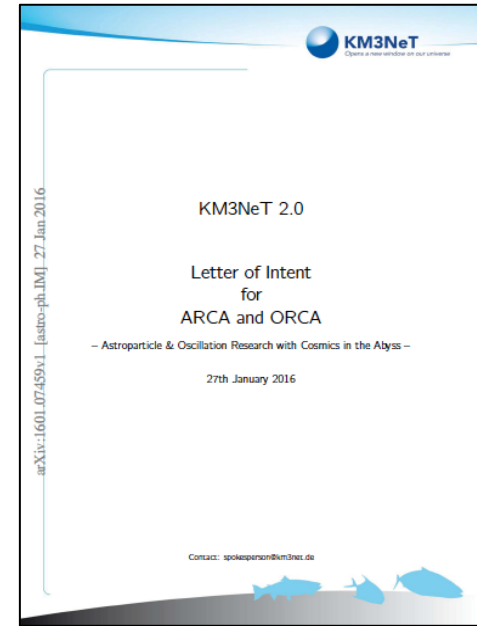 KM3NeT
Opens a new window on our universe
arXiv:1601.07459v1 [astro-ph.IM] 27 Jan 2016
KM3NeT 2.0
Letter of Intent
for
ARCA and ORCA
– Astroparticle & Oscillation Research with Cosmics in the Abyss –
27th January 2016
Contact: spokesperson@km3net.de